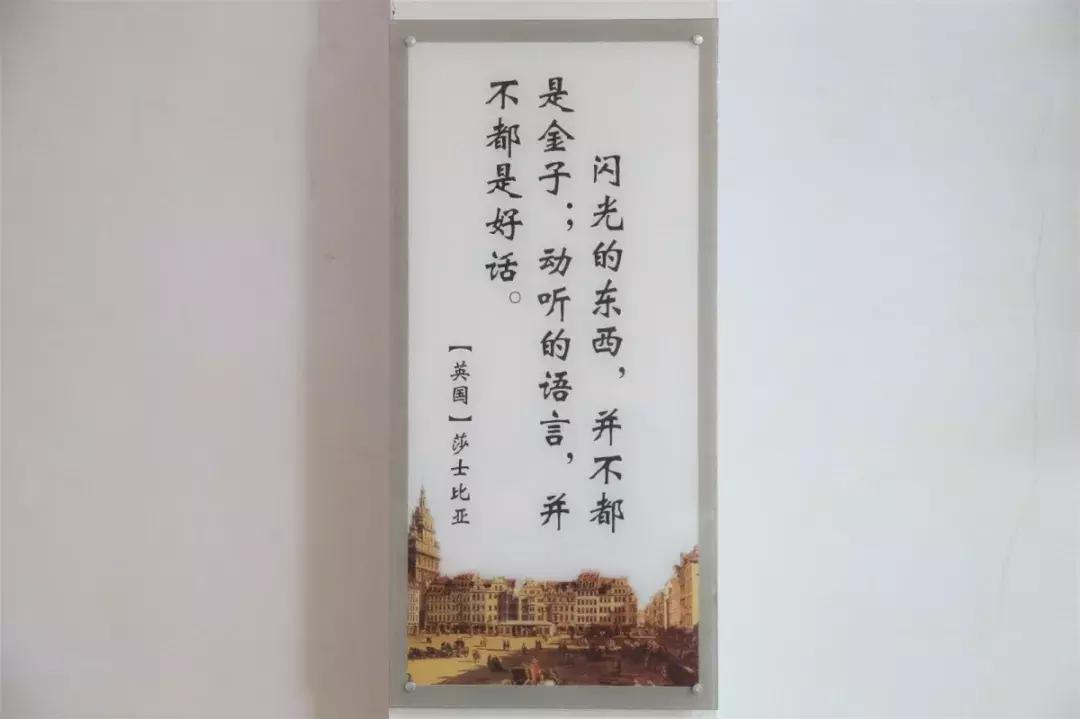 闪光的东西，并不都
是金子；动听的语言，并
不都是好话。
【英国】莎士比亚